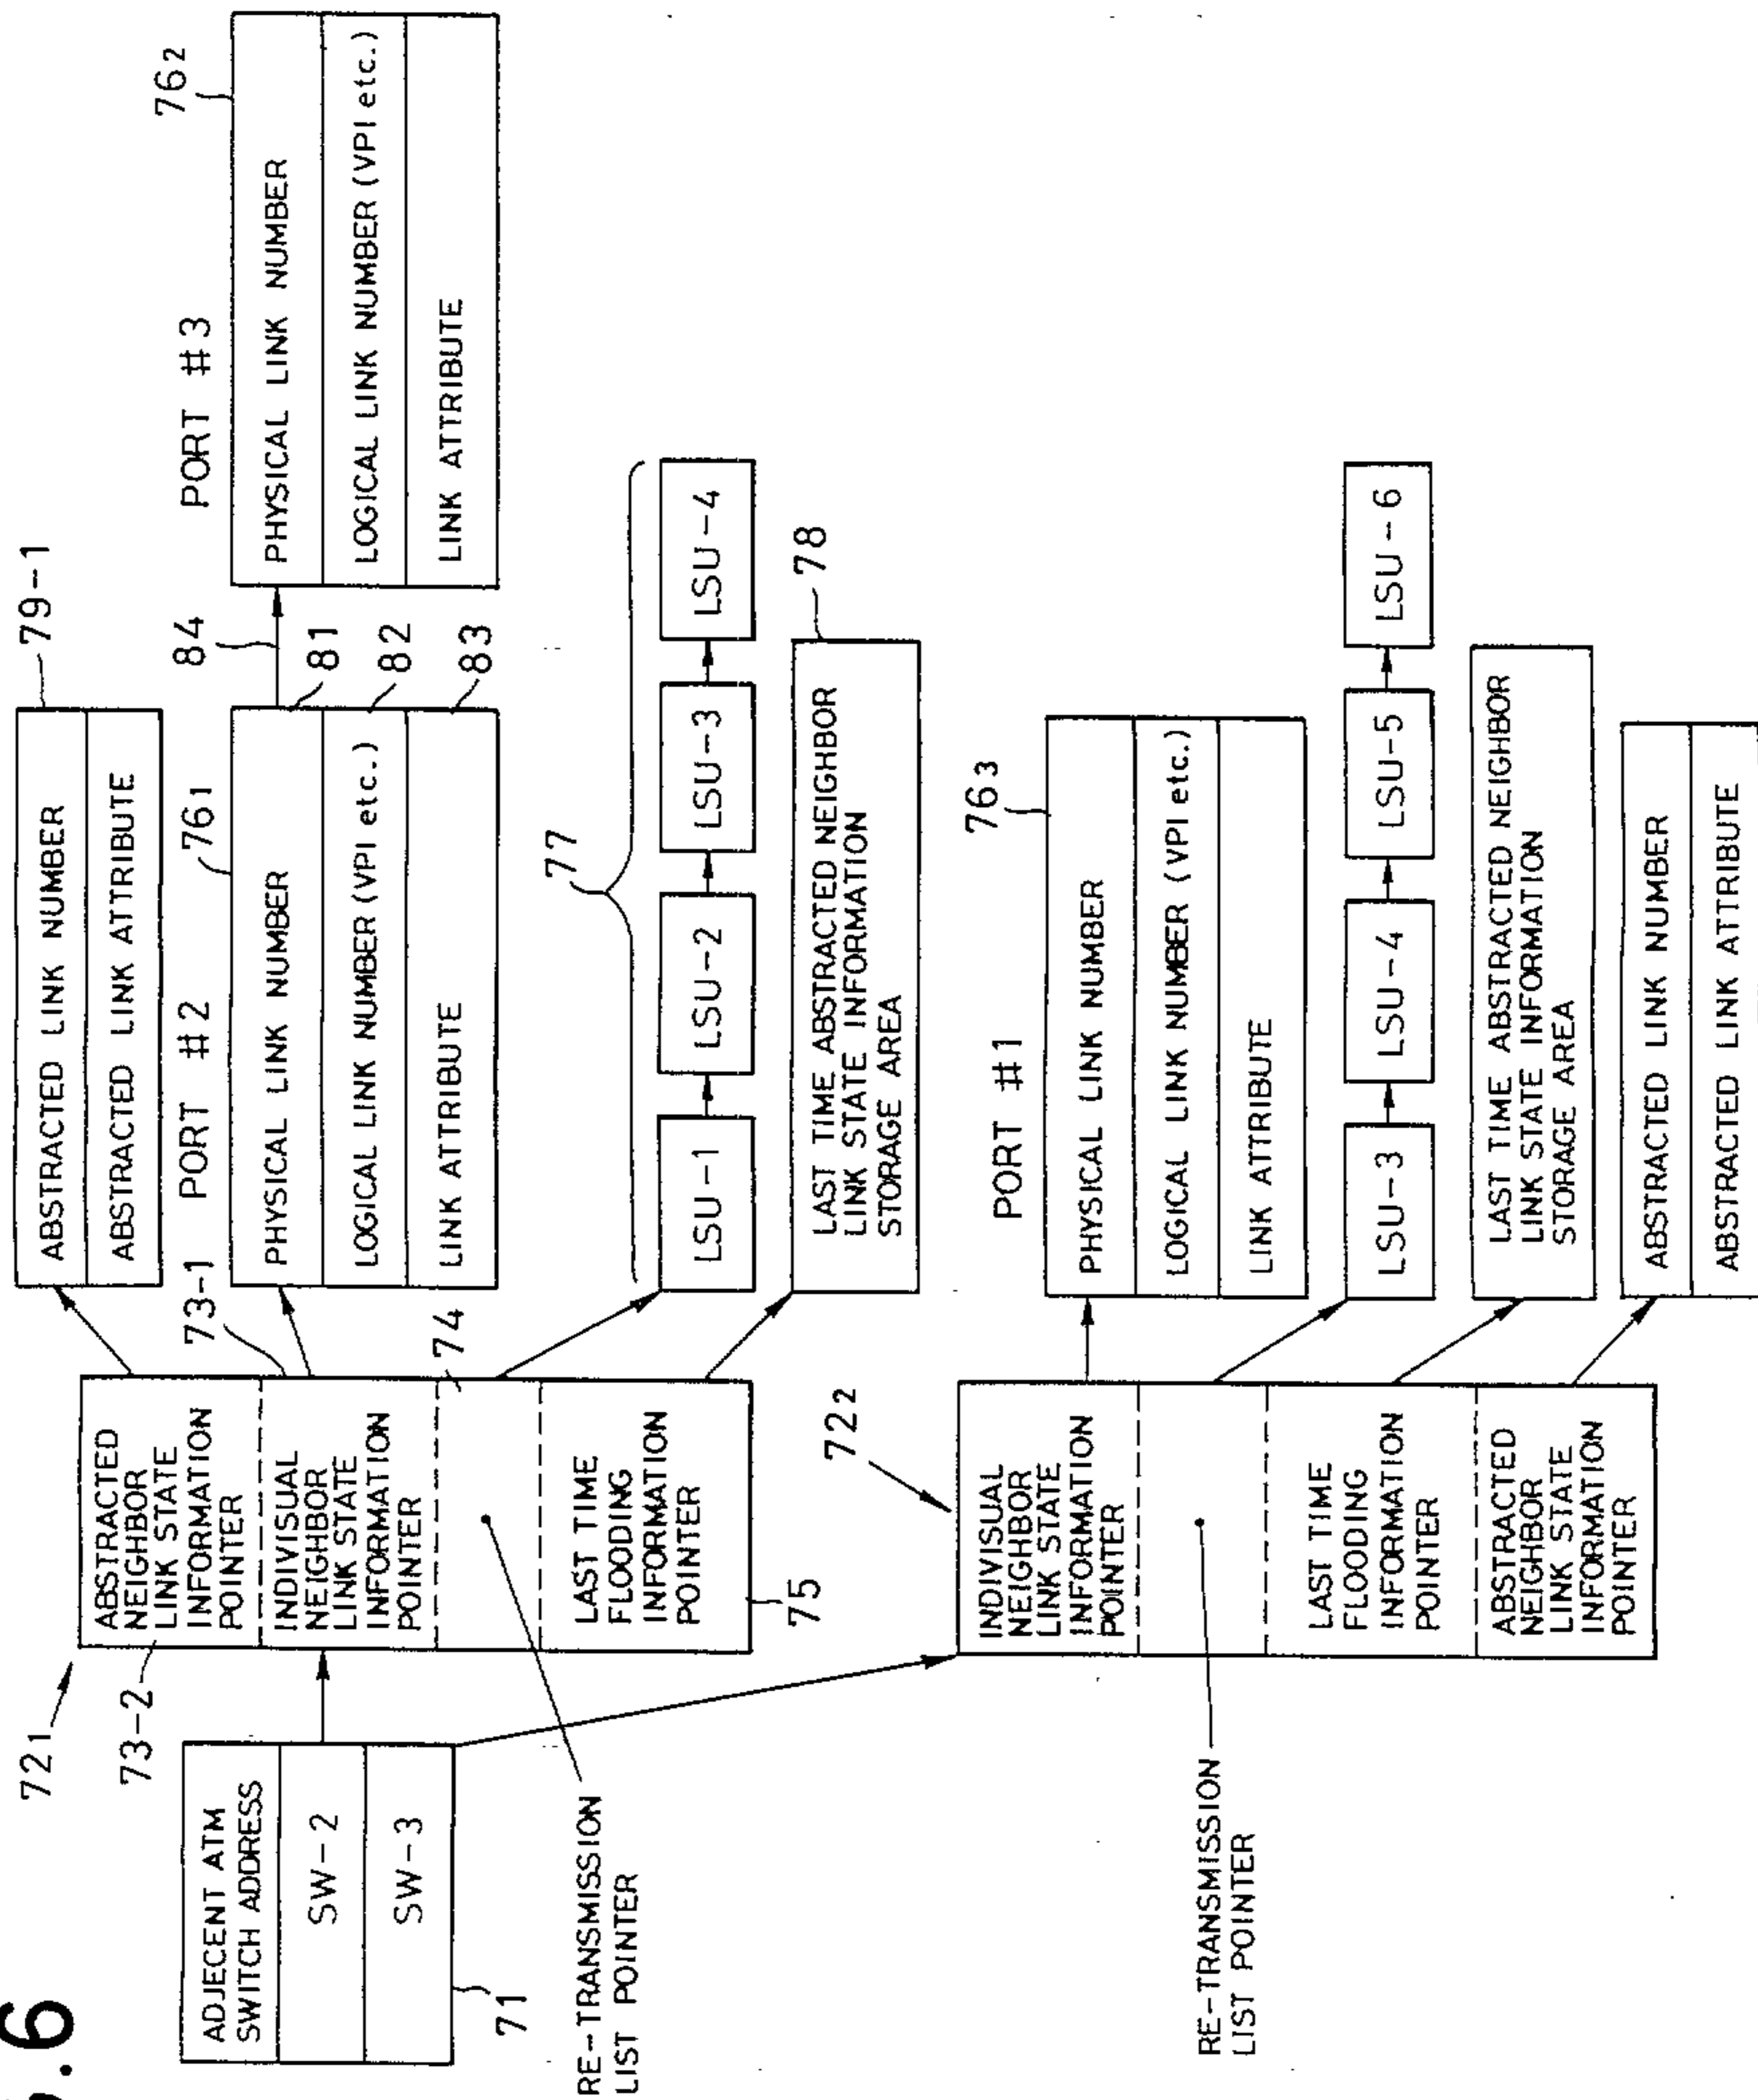 .6
72₁
73-2
ADJECENT ATM
SWITCH ADDRESS
SW-2
SW-3
71
ABSTRACTED
NEIGHBOR
LINK STATE
INFORMATION
POINTER
INDIVISUAL
NEIGHBOR
LINK STATE
INFORMATION
POINTER
LAST TIME
FLOODING
INFORMATION
POINTER
73-1
74
75
RE-TRANSMISSION
LIST POINTER
79-1
ABSTRACTED LINK NUMBER
ABSTRACTED LINK ATTRIBUTE
PORT #2
76₁
PHYSICAL LINK NUMBER
LOGICAL LINK NUMBER (VPI etc.)
LINK ATTRIBUTE
84
81
82
83
PORT #3
76₂
PHYSICAL LINK NUMBER
LOGICAL LINK NUMBER (VPI etc.)
LINK ATTRIBUTE
77
LSU-1
LSU-2
LSU-3
LSU-4
LAST TIME ABSTRACTED NEIGHBOR
LINK STATE INFORMATION
STORAGE AREA
78
72₂
INDIVISUAL
NEIGHBOR
LINK STATE
INFORMATION
POINTER
LAST TIME
FLOODING
INFORMATION
POINTER
ABSTRACTED
NEIGHBOR
LINK STATE
INFORMATION
POINTER
RE-TRANSMISSION
LIST POINTER
PORT #1
76₃
PHYSICAL LINK NUMBER
LOGICAL LINK NUMBER (VPI etc.)
LINK ATTRIBUTE
LSU-3
LSU-4
LSU-5
LSU-6
LAST TIME ABSTRACTED NEIGHBOR
LINK STATE INFORMATION
STORAGE AREA
ABSTRACTED LINK NUMBER
ABSTRACTED LINK ATTRIBUTE